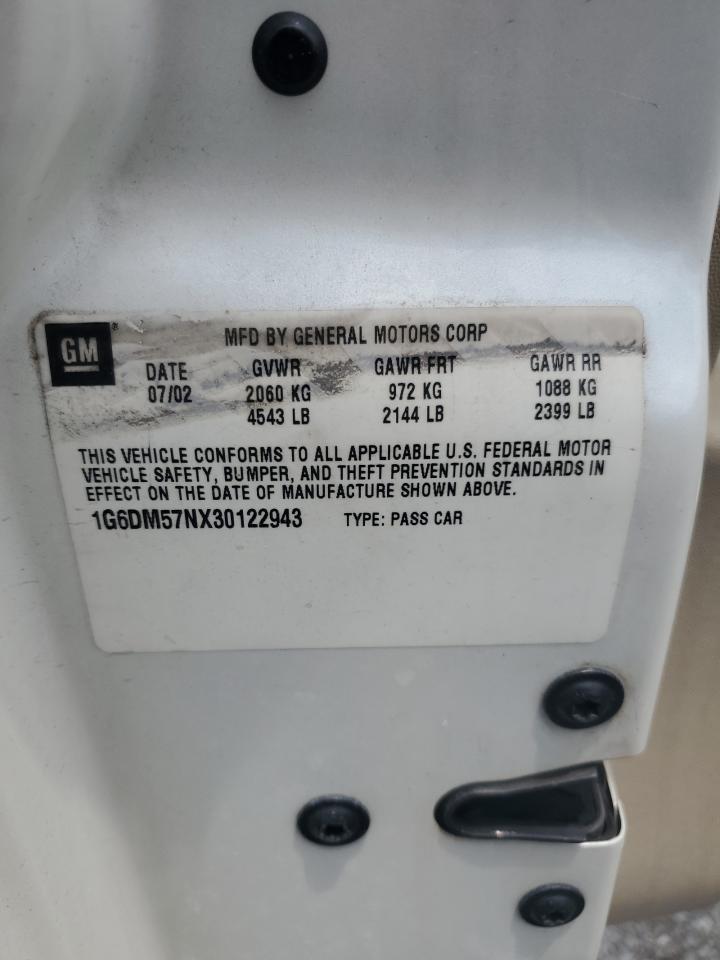 GM®
MFD BY GENERAL MOTORS CORP
DATE GVWR GAWR FRT GAWR RR
07/02 2060 KG 972 KG 1088 KG
4543 LB 2144 LB 2399 LB
THIS VEHICLE CONFORMS TO ALL APPLICABLE U.S. FEDERAL MOTOR
VEHICLE SAFETY, BUMPER, AND THEFT PREVENTION STANDARDS IN
EFFECT ON THE DATE OF MANUFACTURE SHOWN ABOVE.
1G6DM57NX30122943 TYPE: PASS CAR